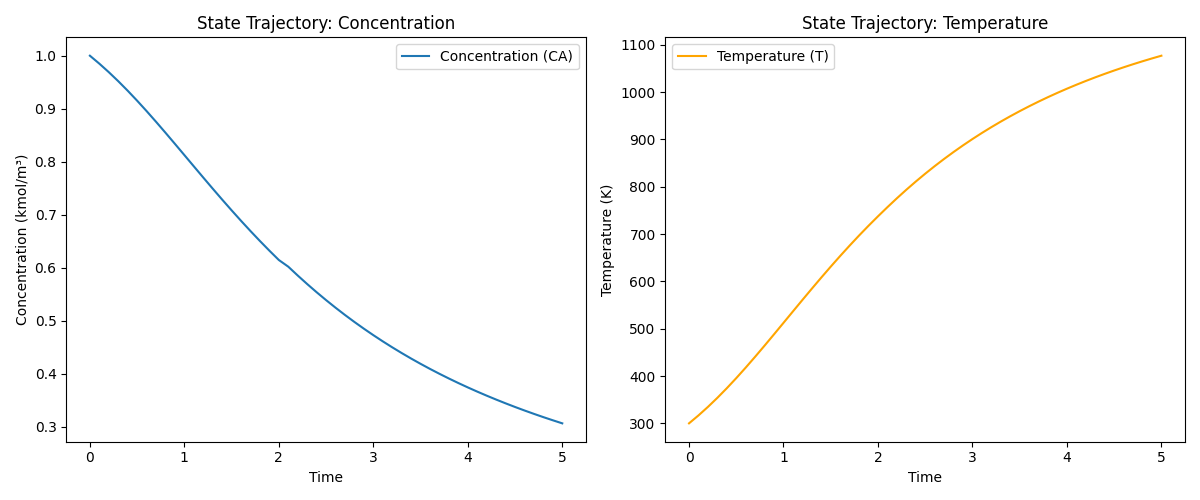 State Trajectory: Concentration
Concentration (CA)
Concentration (kmol/m³)
1.0
0.9
0.8
0.7
0.6
0.5
0.4
0.3
0 1 2 3 4 5
Time
State Trajectory: Temperature
Temperature (T)
Temperature (K)
1100
1000
900
800
700
600
500
400
300
0 1 2 3 4 5
Time